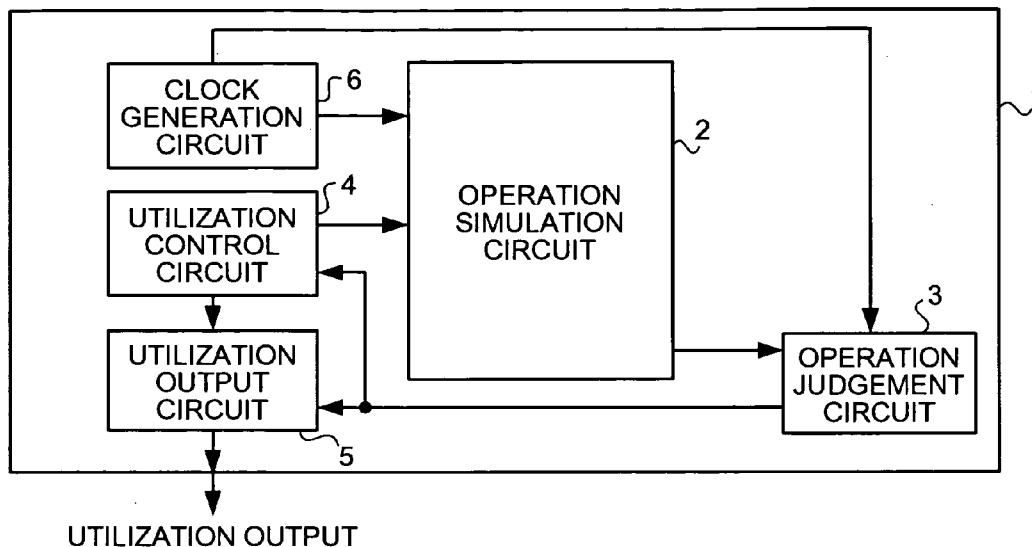 CLOCK
GENERATION
CIRCUIT
6
UTILIZATION
CONTROL
CIRCUIT
4
UTILIZATION
OUTPUT
CIRCUIT
5
OPERATION
SIMULATION
CIRCUIT
2
OPERATION
JUDGEMENT
CIRCUIT
3
UTILIZATION OUTPUT